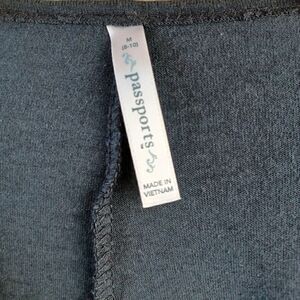 M
(8-10)
passports
MADE IN
VIETNAM